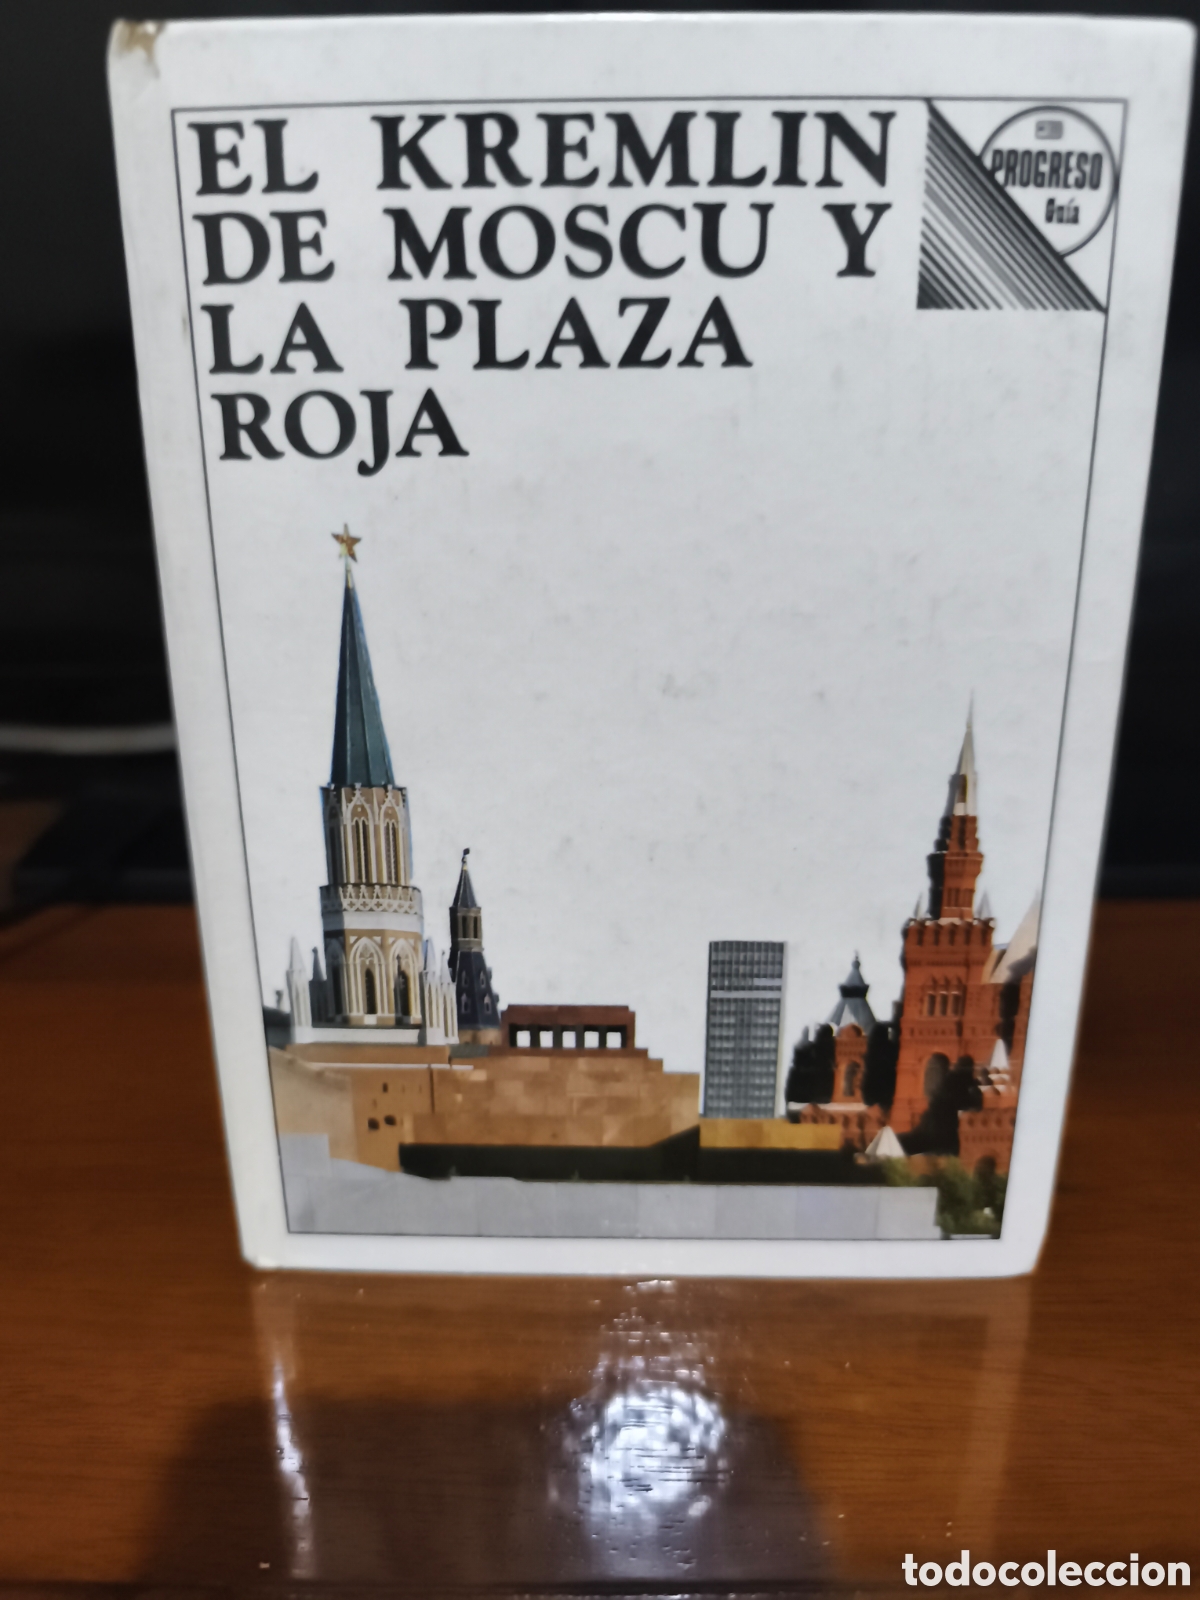 EL KREMLIN
DE MOSCU Y
LA PLAZA
ROJA
PROGRESO
Guía
todocoleccion